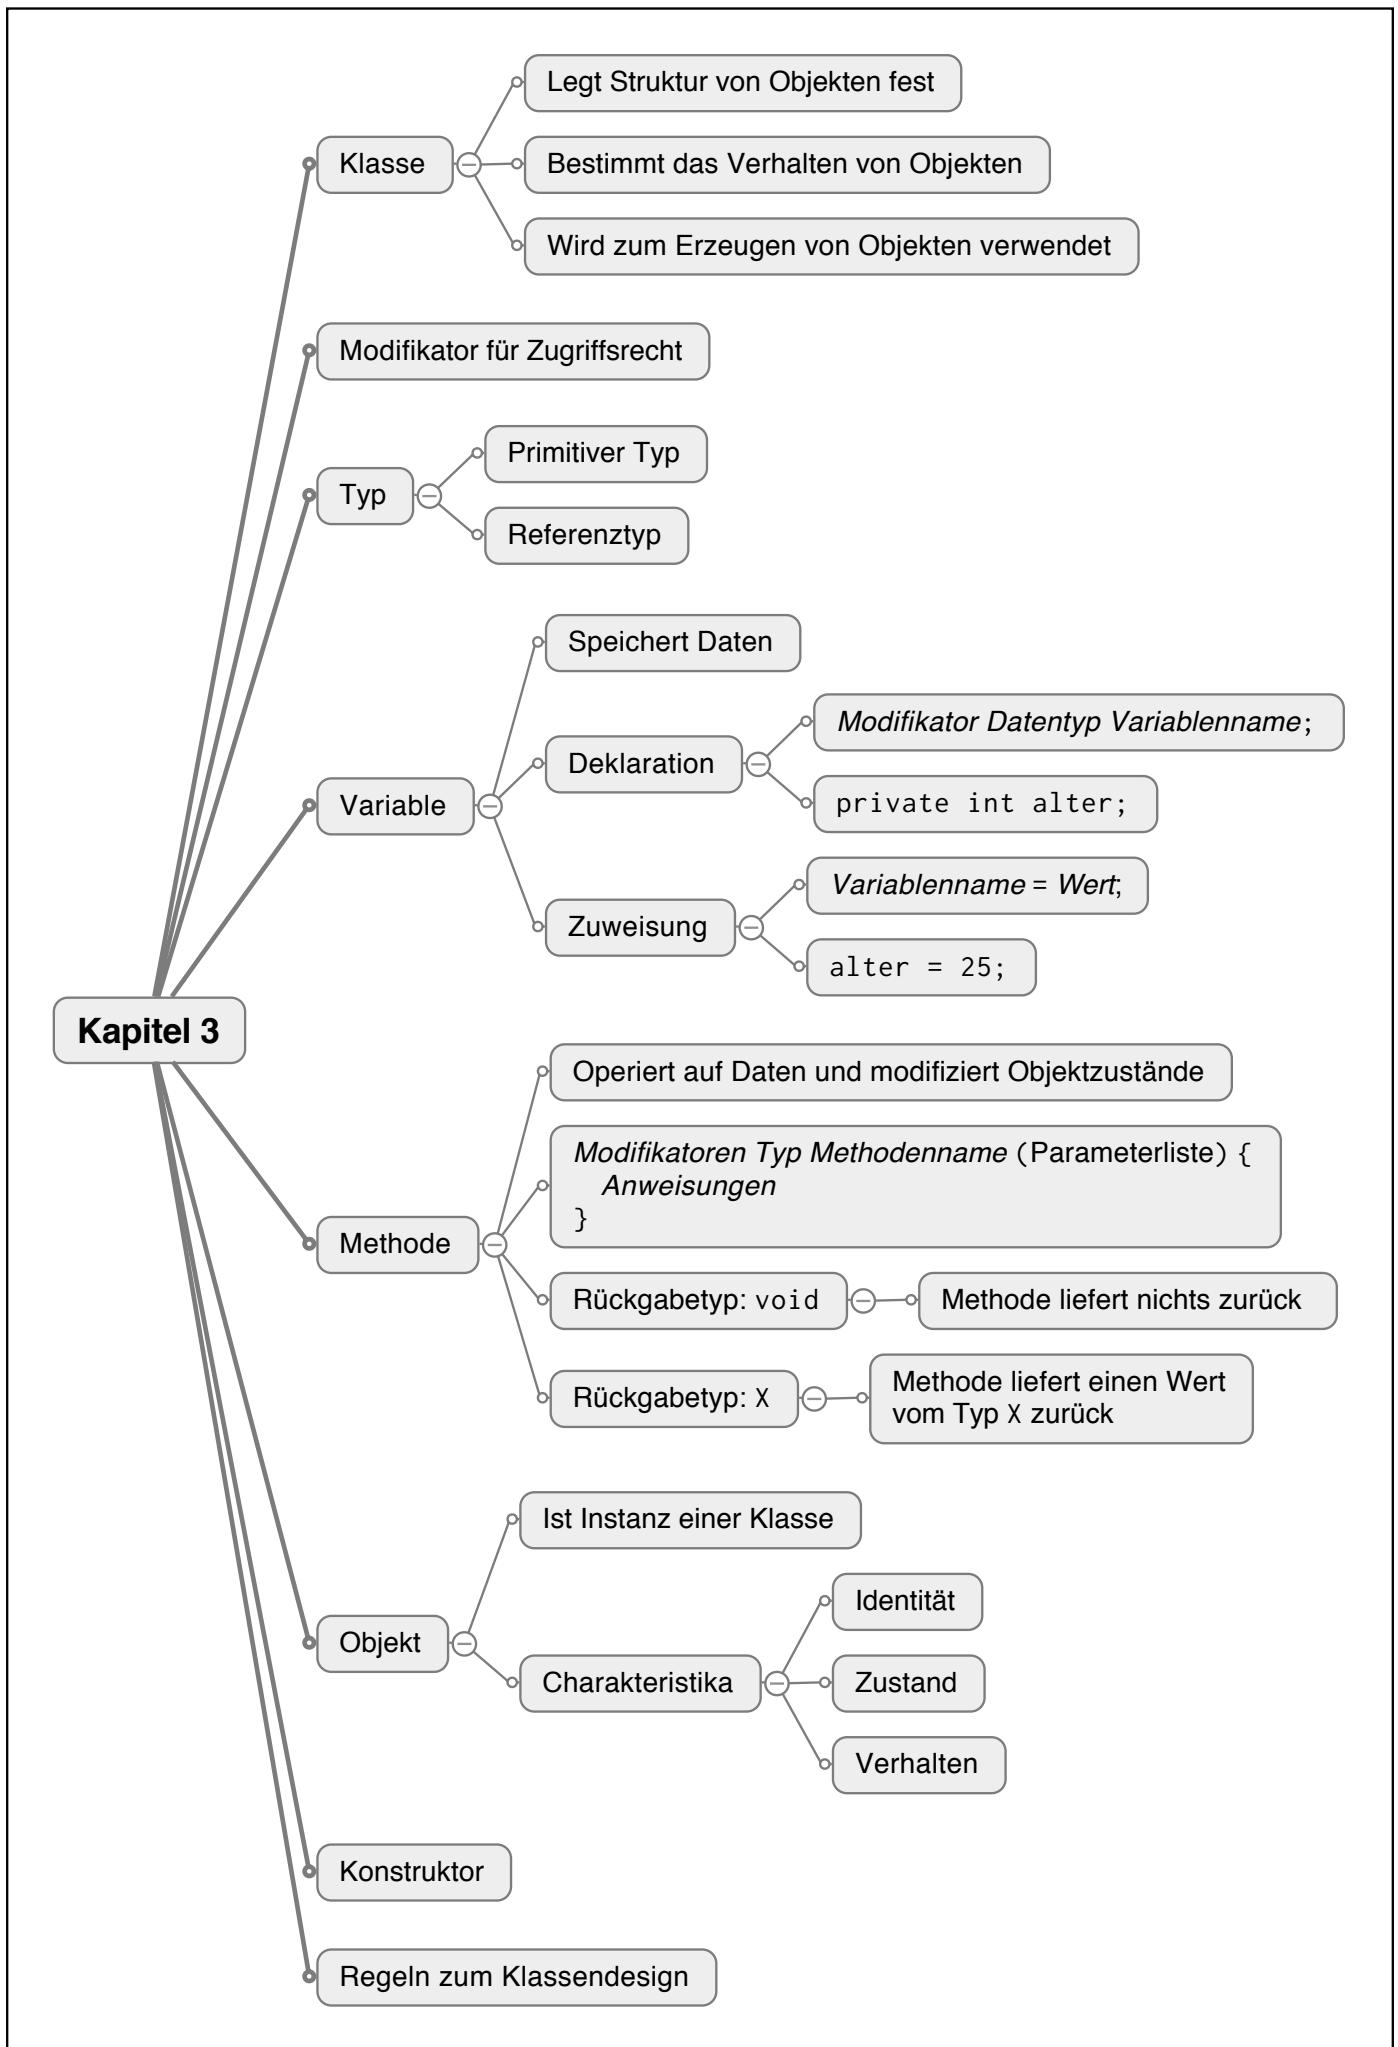 Legt Struktur von Objekten fest
Klasse
Bestimmt das Verhalten von Objekten
Wird zum Erzeugen von Objekten verwendet
Modifikator für Zugriffsrecht
Primitiver Typ
Typ
Referenztyp
Speichert Daten
Modifikator Datentyp Variablenname;
Deklaration
private int alter;
Variable
Variablenname = Wert;
Zuweisung
alter = 25;
Kapitel 3
Operiert auf Daten und modifiziert Objektzustände
Modifikatoren Typ Methodenname (Parameterliste) {
Anweisungen
}
Methode
Rückgabetyp: void
Methode liefert nichts zurück
Rückgabetyp: X
Methode liefert einen Wert
vom Typ X zurück
Ist Instanz einer Klasse
Objekt
Identität
Charakteristika
Zustand
Verhalten
Konstruktor
Regeln zum Klassendesign